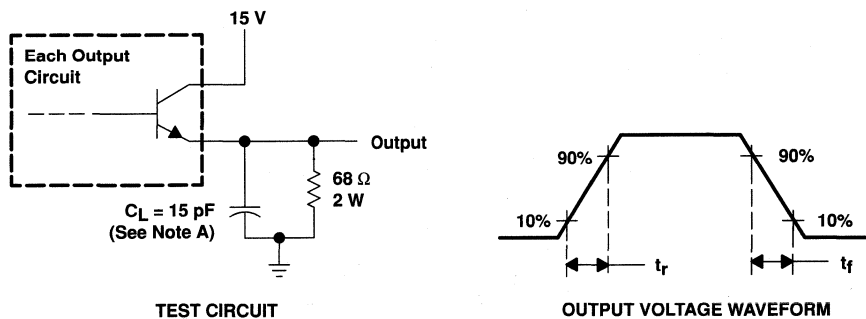 15 V
Each Output
Circuit
Output
68 Ω
2 W
C_L = 15 pF
(See Note A)
TEST CIRCUIT
90%
90%
10%
10%
t_r
t_f
OUTPUT VOLTAGE WAVEFORM